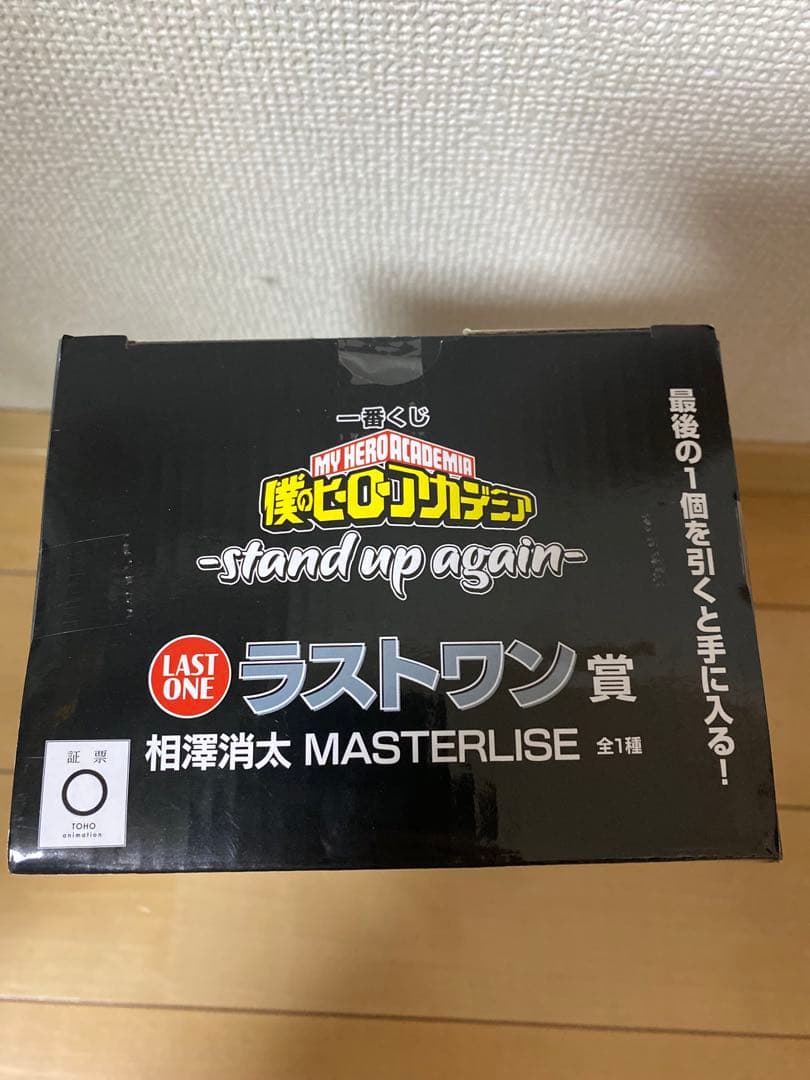 一番くじ
MY HERO ACADEMIA
僕のヒーローアカデミア
-stand up again-
LAST
ONE
ラストワン賞
相澤消太 MASTERLISE 全1種
最後の1個を引くと手に入る!
証票
TOHO
animation